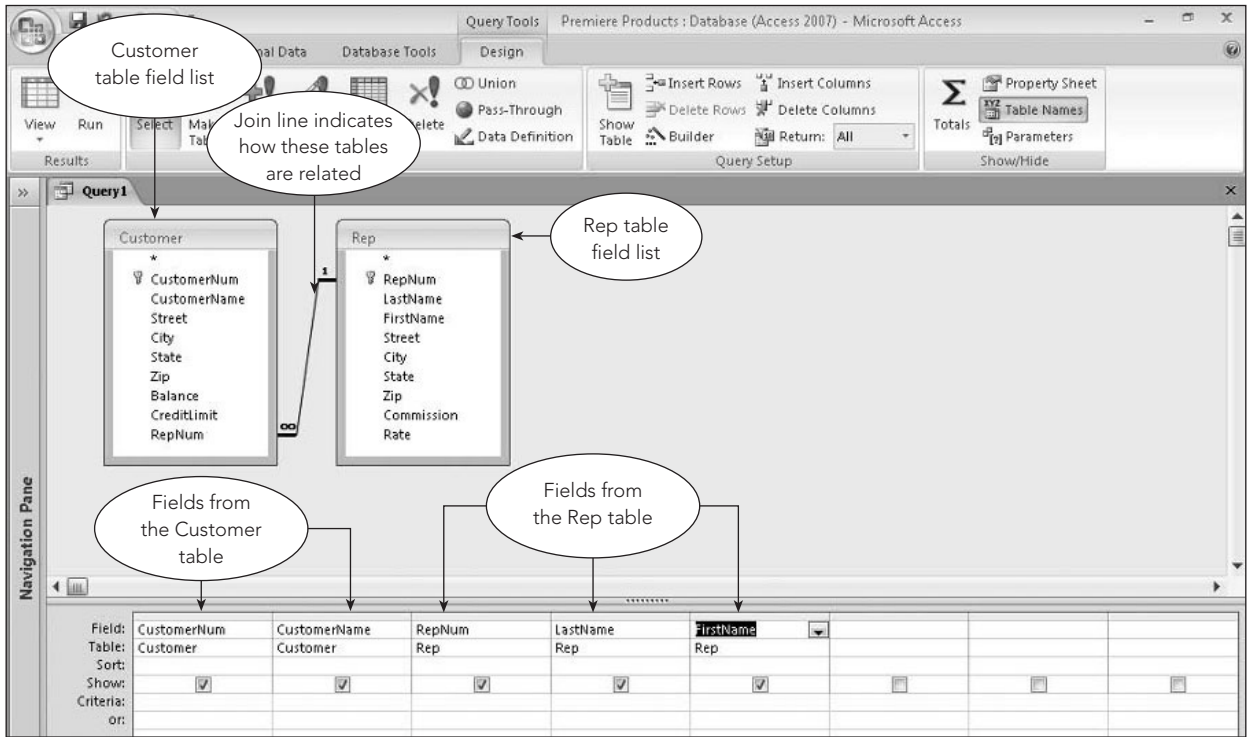 Query Tools
Premiere Products : Database (Access 2007) - Microsoft Access
Database Tools
Design
Customer
table field list
View
Run
Select
Results
Join line indicates
how these tables
are related
Union
Pass-Through
Data Definition
Show
Table
Insert Rows
Delete Rows
Builder
Insert Columns
Delete Columns
Return: All
Query Setup
Totals
Property Sheet
Table Names
Parameters
Show/Hide
Query1
Customer
*
CustomerNum
CustomerName
Street
City
State
Zip
Balance
CreditLimit
RepNum
1
∞
Rep
*
RepNum
LastName
FirstName
Street
City
State
Zip
Commission
Rate
Rep table
field list
Navigation Pane
Fields from
the Customer
table
Fields from
the Rep table
Field: CustomerNum CustomerName RepNum LastName FirstName
Table: Customer Customer Rep Rep Rep
Sort:
Show:
Criteria:
or: